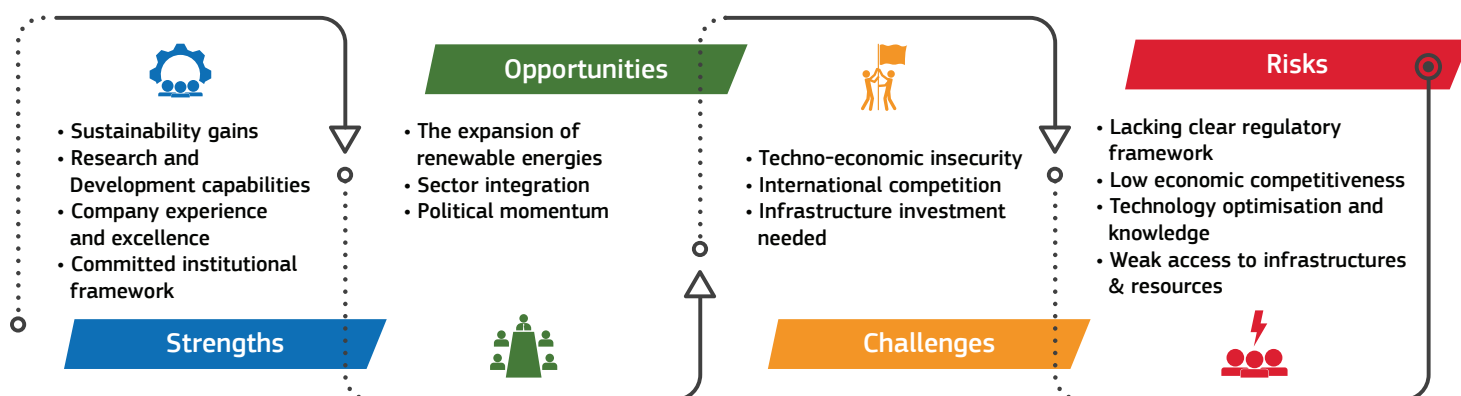 • Sustainability gains
• Research and
Development capabilities
• Company experience
and excellence
• Committed institutional
framework
Strengths
Opportunities
• The expansion of
renewable energies
• Sector integration
• Political momentum
• Techno-economic insecurity
• International competition
• Infrastructure investment
needed
Challenges
Risks
• Lacking clear regulatory
framework
• Low economic competitiveness
• Technology optimisation and
knowledge
• Weak access to infrastructures
& resources